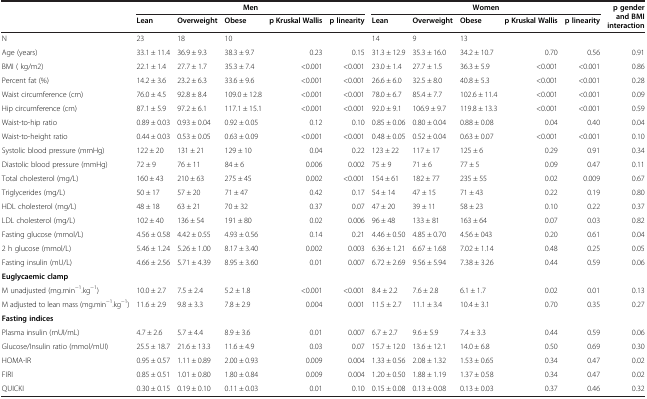 Men Women p gender and BMI interaction
Lean Overweight Obese p Kruskal Wallis p linearity Lean Overweight Obese p Kruskal Wallis p linearity
N 23 18 10 14 9 13
Age (years) 33.1 ± 11.4 36.9 ± 9.3 38.3 ± 9.7 0.23 0.15 31.3 ± 12.9 35.3 ± 16.0 34.2 ± 10.7 0.70 0.56 0.91
BMI ( kg/m2) 22.1 ± 1.4 27.7 ± 1.7 35.3 ± 7.4 <0.001 <0.001 23.0 ± 1.4 27.7 ± 1.5 36.3 ± 5.9 <0.001 <0.001 0.86
Percent fat (%) 14.2 ± 3.6 23.2 ± 6.3 33.6 ± 9.6 <0.001 <0.001 26.6 ± 6.0 32.5 ± 8.0 40.8 ± 5.3 <0.001 <0.001 0.28
Waist circumference (cm) 76.0 ± 4.5 92.8 ± 8.4 109.0 ± 12.8 <0.001 <0.001 78.0 ± 6.7 85.4 ± 7.7 102.6 ± 11.4 <0.001 <0.001 0.09
Hip circumference (cm) 87.1 ± 5.9 97.2 ± 6.1 117.1 ± 15.1 <0.001 <0.001 92.0 ± 9.1 106.9 ± 9.7 119.8 ± 13.3 <0.001 <0.001 0.59
Waist-to-hip ratio 0.89 ± 0.03 0.93 ± 0.04 0.92 ± 0.05 0.12 0.10 0.85 ± 0.06 0.80 ± 0.04 0.88 ± 0.08 0.04 0.40 0.04
Waist-to-height ratio 0.44 ± 0.03 0.53 ± 0.05 0.63 ± 0.09 <0.001 <0.001 0.48 ± 0.05 0.52 ± 0.04 0.63 ± 0.07 <0.001 <0.001 0.10
Systolic blood pressure (mmHg) 122 ± 20 131 ± 21 129 ± 10 0.04 0.22 123 ± 22 117 ± 17 125 ± 6 0.29 0.91 0.34
Diastolic blood pressure (mmHg) 72 ± 9 76 ± 11 84 ± 6 0.006 0.002 75 ± 9 71 ± 6 77 ± 5 0.09 0.47 0.11
Total cholesterol (mg/L) 160 ± 43 210 ± 63 275 ± 45 0.002 <0.001 154 ± 61 182 ± 77 235 ± 55 0.02 0.009 0.67
Triglycerides (mg/L) 50 ± 17 57 ± 20 71 ± 47 0.42 0.17 54 ± 14 47 ± 15 71 ± 43 0.22 0.19 0.80
HDL cholesterol (mg/L) 48 ± 18 63 ± 21 70 ± 32 0.37 0.07 47 ± 20 39 ± 11 58 ± 23 0.10 0.22 0.37
LDL cholesterol (mg/L) 102 ± 40 136 ± 54 191 ± 80 0.02 0.006 96 ± 48 133 ± 81 163 ± 64 0.07 0.03 0.82
Fasting glucose (mmol/L) 4.56 ± 0.58 4.42 ± 0.55 4.93 ± 0.56 0.14 0.21 4.46 ± 0.50 4.85 ± 0.70 4.56 ± 043 0.20 0.61 0.04
2 h glucose (mmol/L) 5.46 ± 1.24 5.26 ± 1.00 8.17 ± 3.40 0.002 0.003 6.36 ± 1.21 6.67 ± 1.68 7.02 ± 1.14 0.48 0.25 0.05
Fasting insulin (mU/L) 4.66 ± 2.56 5.71 ± 4.39 8.95 ± 3.60 0.01 0.007 6.72 ± 2.69 9.56 ± 5.94 7.38 ± 3.26 0.44 0.59 0.06
Euglycaemic clamp
M unadjusted (mg.min⁻¹.kg⁻¹) 10.0 ± 2.7 7.5 ± 2.4 5.2 ± 1.8 <0.001 <0.001 8.4 ± 2.2 7.6 ± 2.8 6.1 ± 1.7 0.02 0.01 0.13
M adjusted to lean mass (mg.min⁻¹.kg⁻¹) 11.6 ± 2.9 9.8 ± 3.3 7.8 ± 2.9 0.004 0.001 11.5 ± 2.7 11.1 ± 3.4 10.4 ± 3.1 0.70 0.35 0.27
Fasting indices
Plasma insulin (mUI/mL) 4.7 ± 2.6 5.7 ± 4.4 8.9 ± 3.6 0.01 0.007 6.7 ± 2.7 9.6 ± 5.9 7.4 ± 3.3 0.44 0.59 0.06
Glucose/Insulin ratio (mmol/mUI) 25.5 ± 18.7 21.6 ± 13.3 11.6 ± 4.9 0.03 0.07 15.7 ± 12.0 13.6 ± 12.1 14.0 ± 6.8 0.50 0.69 0.30
HOMA-IR 0.95 ± 0.57 1.11 ± 0.89 2.00 ± 0.93 0.009 0.004 1.33 ± 0.56 2.08 ± 1.32 1.53 ± 0.65 0.34 0.47 0.02
FIRI 0.85 ± 0.51 1.01 ± 0.80 1.80 ± 0.84 0.009 0.004 1.20 ± 0.50 1.88 ± 1.19 1.37 ± 0.58 0.34 0.47 0.02
QUICKI 0.30 ± 0.15 0.19 ± 0.10 0.11 ± 0.03 0.01 0.10 0.15 ± 0.08 0.13 ± 0.08 0.13 ± 0.03 0.37 0.46 0.32